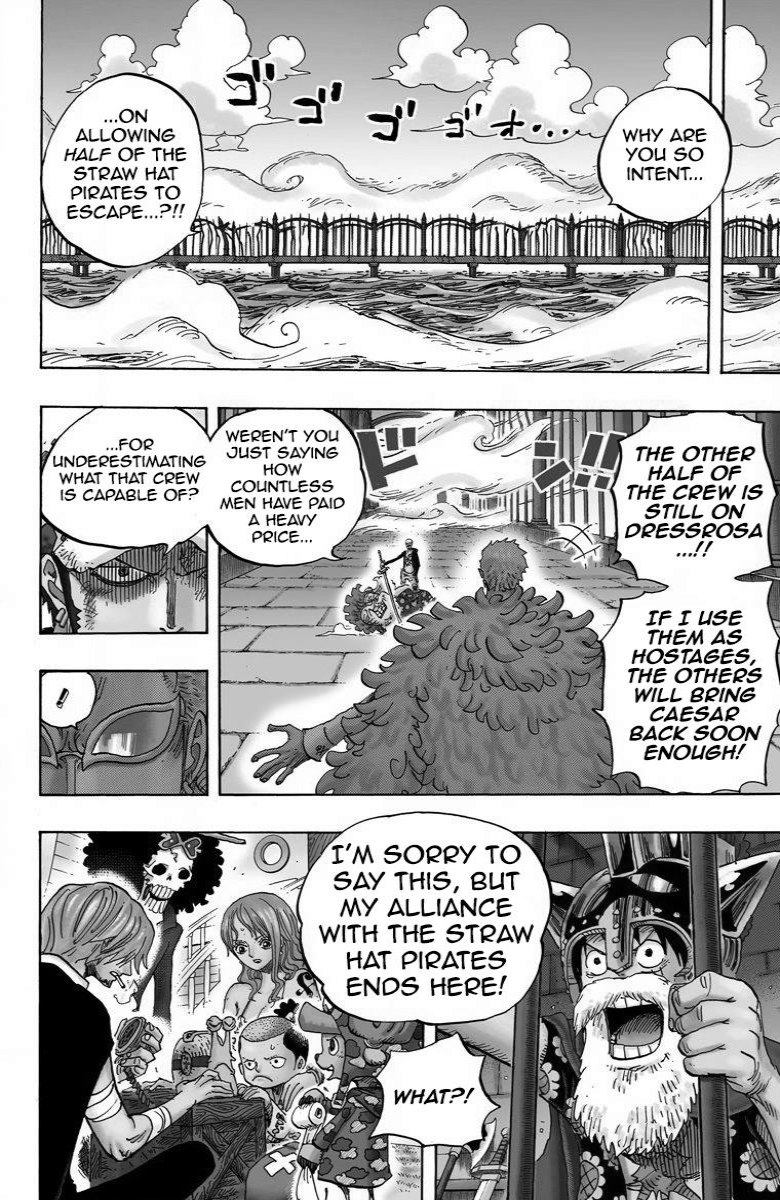 WHY ARE
YOU SO
INTENT...
...ON
ALLOWING
HALF OF THE
STRAW HAT
PIRATES TO
ESCAPE...?!!
ゴゴゴゴォ...
THE OTHER
HALF OF
THE CREW IS
STILL ON
DRESSROSA
...!!
IF I USE
THEM AS
HOSTAGES,
THE OTHERS
WILL BRING
CAESAR
BACK SOON
ENOUGH!
ドン!!
WEREN'T YOU
JUST SAYING
HOW
COUNTLESS
MEN HAVE PAID
A HEAVY
PRICE...
...FOR
UNDERESTIMATING
WHAT THAT CREW
IS CAPABLE OF?
!
I'M SORRY TO
SAY THIS, BUT
MY ALLIANCE
WITH THE STRAW
HAT PIRATES
ENDS HERE!
WHAT?!